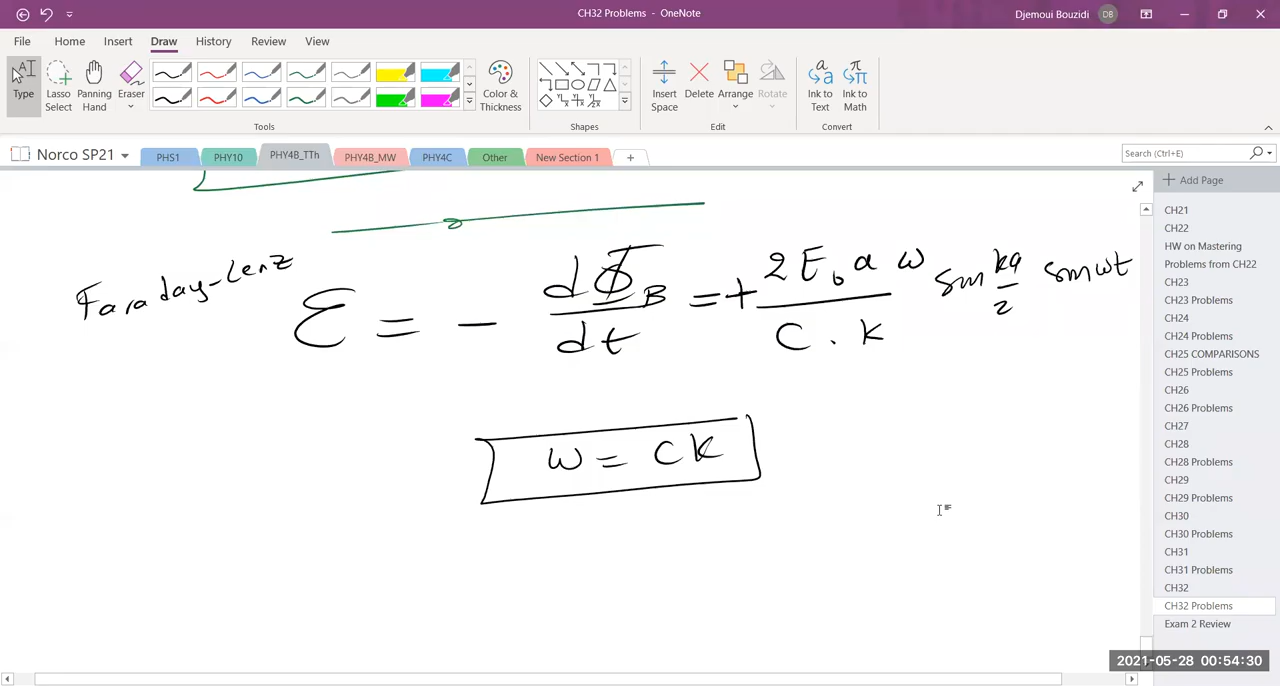 CH32 Problems - OneNote
Djemoui Bouzidi DB
File Home Insert Draw History Review View
Type Lasso Select Panning Hand Eraser Color & Thickness Insert Space Delete Arrange Rotate Ink to Text Ink to Math
Tools Shapes Edit Convert
Norco SP21 PHS1 PHY10 PHY4B_TTh PHY4B_MW PHY4C Other New Section 1 + Search (Ctrl+E)
+ Add Page
CH21
CH22
HW on Mastering
Problems from CH22
CH23
CH23 Problems
CH24
CH24 Problems
CH25 COMPARISONS
CH25 Problems
CH26
CH26 Problems
CH27
CH28
CH28 Problems
CH29
CH29 Problems
CH30
CH30 Problems
CH31
CH31 Problems
CH32
CH32 Problems
Exam 2 Review
Faraday-Lenz ℰ = - dΦB/dt = + 2E₀ a ω / C . k sin ka/2 sin ωt
ω = ck
2021-05-28 00:54:30